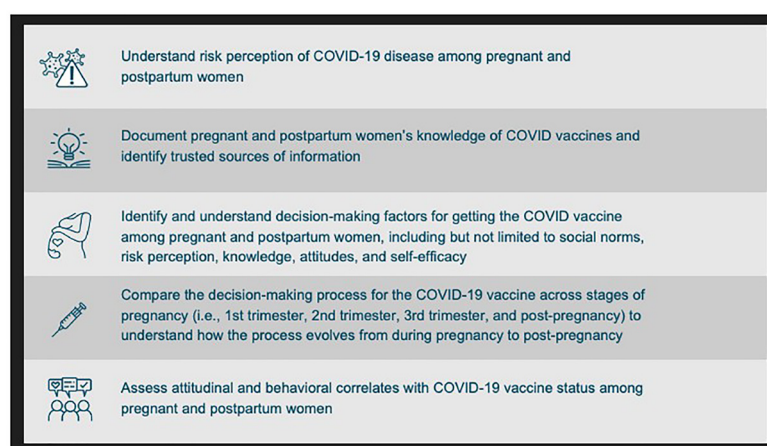 Understand risk perception of COVID-19 disease among pregnant and
postpartum women
Document pregnant and postpartum women's knowledge of COVID vaccines and
identify trusted sources of information
Identify and understand decision-making factors for getting the COVID vaccine
among pregnant and postpartum women, including but not limited to social norms,
risk perception, knowledge, attitudes, and self-efficacy
Compare the decision-making process for the COVID-19 vaccine across stages of
pregnancy (i.e., 1st trimester, 2nd trimester, 3rd trimester, and post-pregnancy) to
understand how the process evolves from during pregnancy to post-pregnancy
Assess attitudinal and behavioral correlates with COVID-19 vaccine status among
pregnant and postpartum women